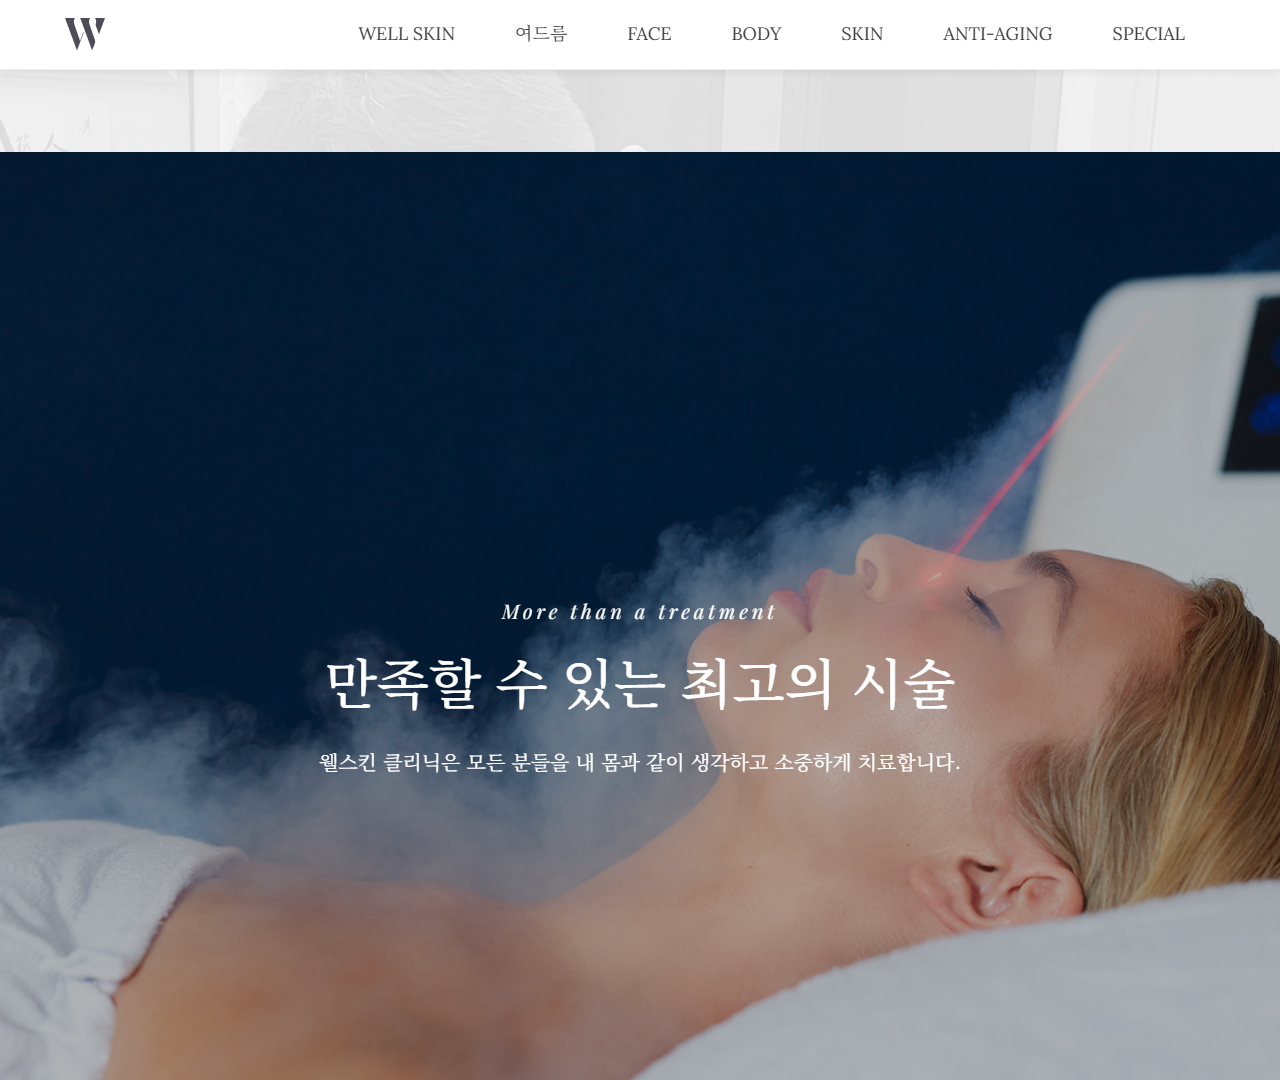 W
WELL SKIN 여드름 FACE BODY SKIN ANTI-AGING SPECIAL
More than a treatment
만족할 수 있는 최고의 시술
웰스킨 클리닉은 모든 분들을 내 몸과 같이 생각하고 소중하게 치료합니다.